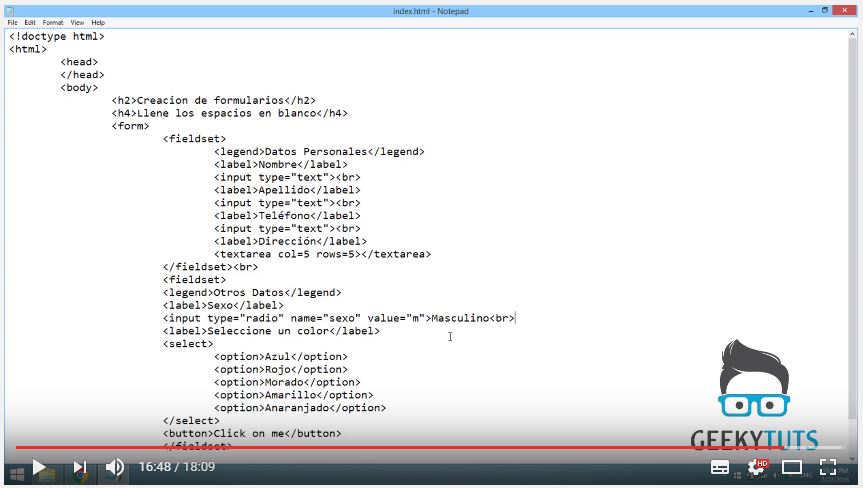 index.html - Notepad
File Edit Format View Help
<!doctype html>
<html>
<head>
</head>
<body>
<h2>Creacion de formularios</h2>
<h4>Llene los espacios en blanco</h4>
<form>
<fieldset>
<legend>Datos Personales</legend>
<label>Nombre</label>
<input type="text"><br>
<label>Apellido</label>
<input type="text"><br>
<label>Teléfono</label>
<input type="text"><br>
<label>Dirección</label>
<textarea col=5 rows=5></textarea>
</fieldset><br>
<fieldset>
<legend>Otros Datos</legend>
<label>Sexo</label>
<input type="radio" name="sexo" value="m">Masculino<br>
<label>Seleccione un color</label>
<select>
<option>Azul</option>
<option>Rojo</option>
<option>Morado</option>
<option>Amarillo</option>
<option>Anaranjado</option>
</select>
<button>Click on me</button>
</fieldset>
GEEKYTUTS
16:48 / 18:09
HD